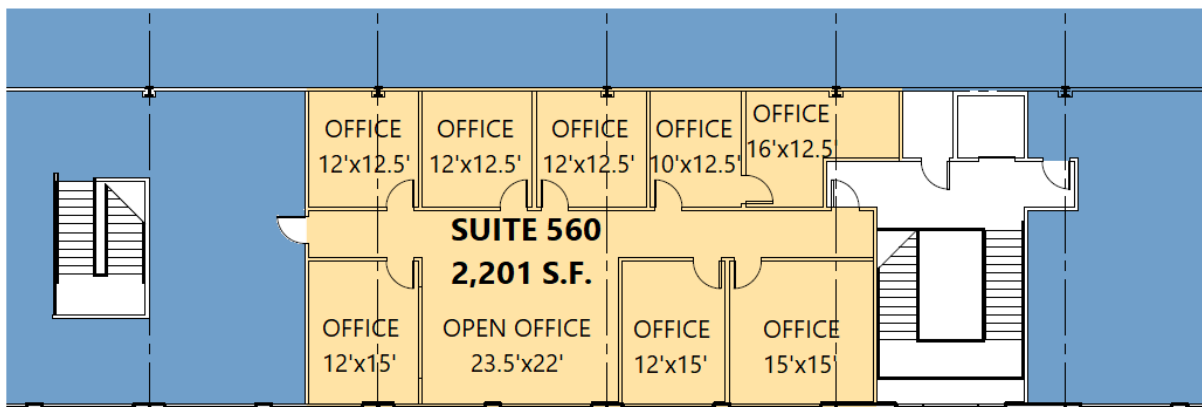 OFFICE
12'x12.5'
OFFICE
12'x12.5'
OFFICE
12'x12.5'
OFFICE
10'x12.5'
OFFICE
16'x12.5'
SUITE 560
2,201 S.F.
OFFICE
12'x15'
OPEN OFFICE
23.5'x22'
OFFICE
12'x15'
OFFICE
15'x15'